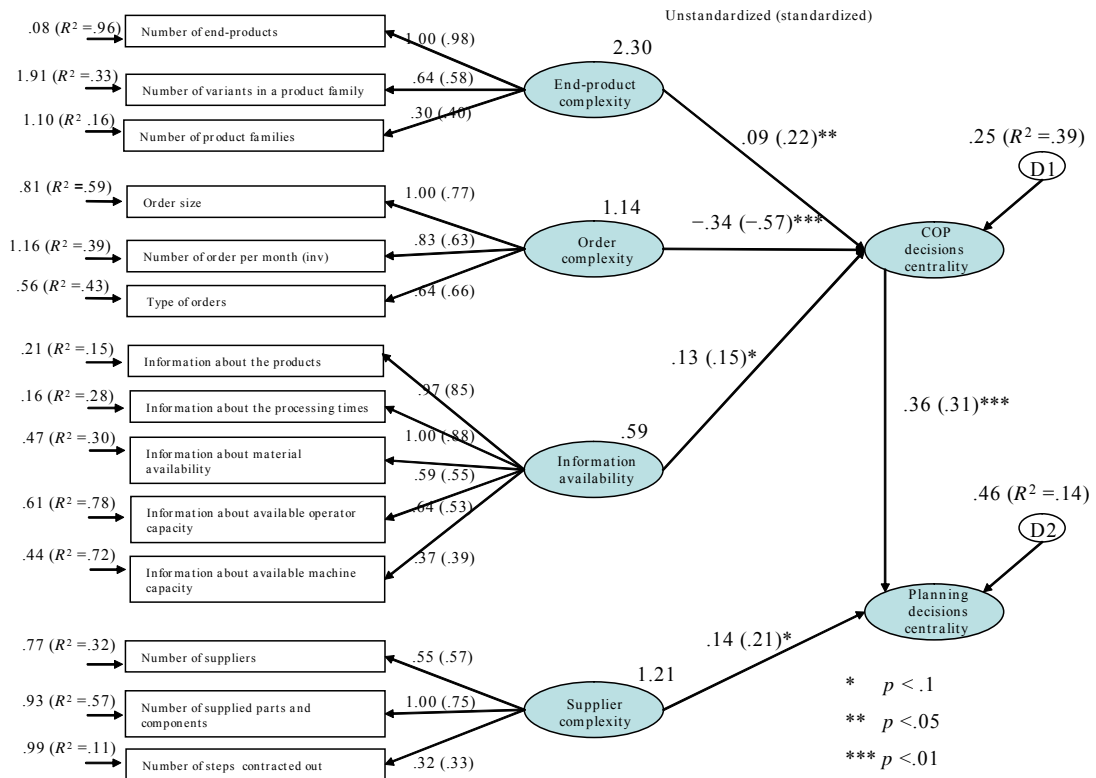 Unstandardized (standardized)
.08 (R² =.96)
Number of end-products
1.00 (.98)
1.91 (R² =.33)
Number of variants in a product family
.64 (.58)
1.10 (R² .16)
Number of product families
.30 (.40)
2.30
End-product
complexity
.09 (.22)**
.25 (R² =.39)
D1
.81 (R² =.59)
Order size
1.00 (.77)
1.16 (R² =.39)
Number of order per month (inv)
.83 (.63)
.56 (R² =.43)
Type of orders
.64 (.66)
1.14
Order
complexity
−.34 (−.57)***
COP
decisions
centrality
.21 (R² =.15)
Information about the products
.97 (85)
.16 (R² =.28)
Information about the processing times
1.00 (.88)
.47 (R² =.30)
Information about material
availability
.59 (.55)
.61 (R² =.78)
Information about available operator
capacity
.64 (.53)
.44 (R² =.72)
Information about available machine
capacity
.37 (.39)
.59
Information
availability
.13 (.15)*
.36 (.31)***
.46 (R² =.14)
D2
Planning
decisions
centrality
.77 (R² =.32)
Number of suppliers
.55 (.57)
.93 (R² =.57)
Number of supplied parts and
components
1.00 (.75)
.99 (R² =.11)
Number of steps contracted out
.32 (.33)
1.21
Supplier
complexity
.14 (.21)*
* p < .1
** p <.05
*** p <.01